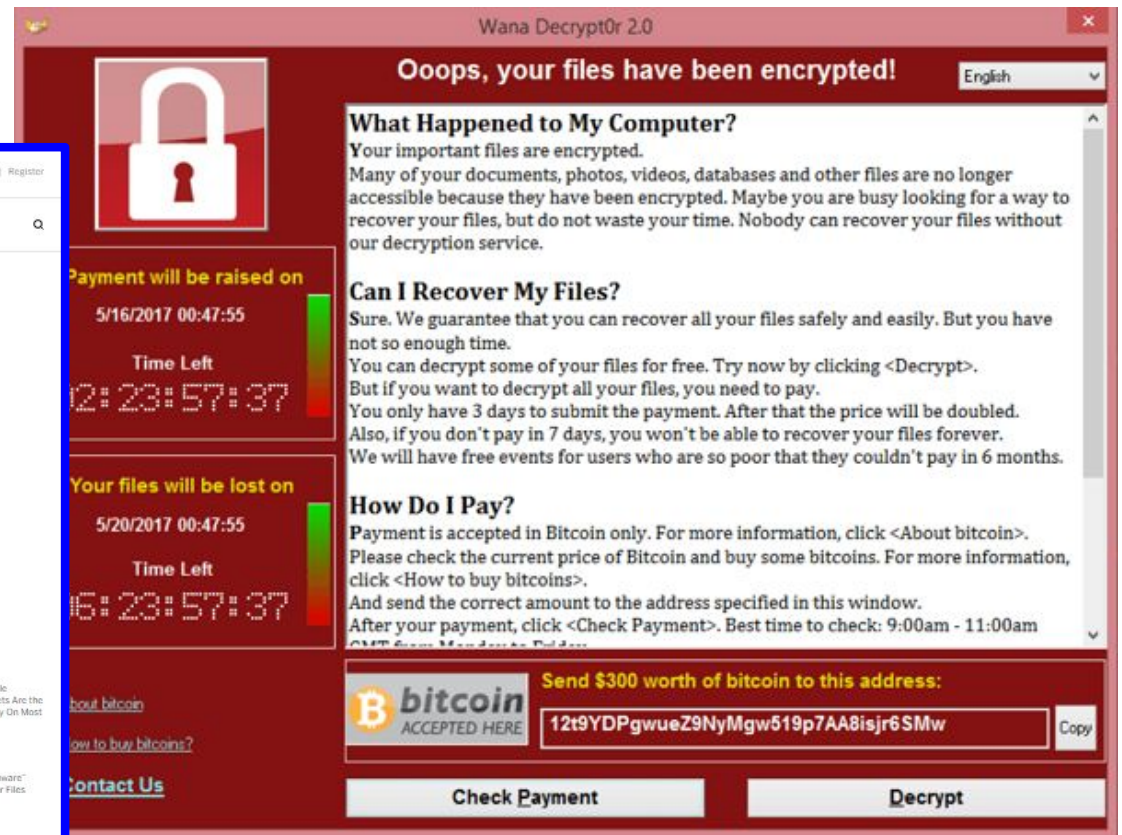 Wana Decrypt0r 2.0
Ooops, your files have been encrypted!
English
What Happened to My Computer?
Your important files are encrypted.
Many of your documents, photos, videos, databases and other files are no longer
accessible because they have been encrypted. Maybe you are busy looking for a way to
recover your files, but do not waste your time. Nobody can recover your files without
our decryption service.
Can I Recover My Files?
Sure. We guarantee that you can recover all your files safely and easily. But you have
not so enough time.
You can decrypt some of your files for free. Try now by clicking <Decrypt>.
But if you want to decrypt all your files, you need to pay.
You only have 3 days to submit the payment. After that the price will be doubled.
Also, if you don't pay in 7 days, you won't be able to recover your files forever.
We will have free events for users who are so poor that they couldn't pay in 6 months.
How Do I Pay?
Payment is accepted in Bitcoin only. For more information, click <About bitcoin>.
Please check the current price of Bitcoin and buy some bitcoins. For more information,
click <How to buy bitcoins>.
And send the correct amount to the address specified in this window.
After your payment, click <Check Payment>. Best time to check: 9:00am - 11:00am
GMT from Monday to Friday.
Register
Payment will be raised on
5/16/2017 00:47:55
Time Left
02:23:57:37
Your files will be lost on
5/20/2017 00:47:55
Time Left
06:23:57:37
ets Are the
y On Most
ware"
r Files
bout bitcoin
ow to buy bitcoins?
Contact Us
bitcoin
ACCEPTED HERE
Send $300 worth of bitcoin to this address:
12t9YDPgwueZ9NyMgw519p7AA8isjr6SMw
Copy
Check Payment
Decrypt